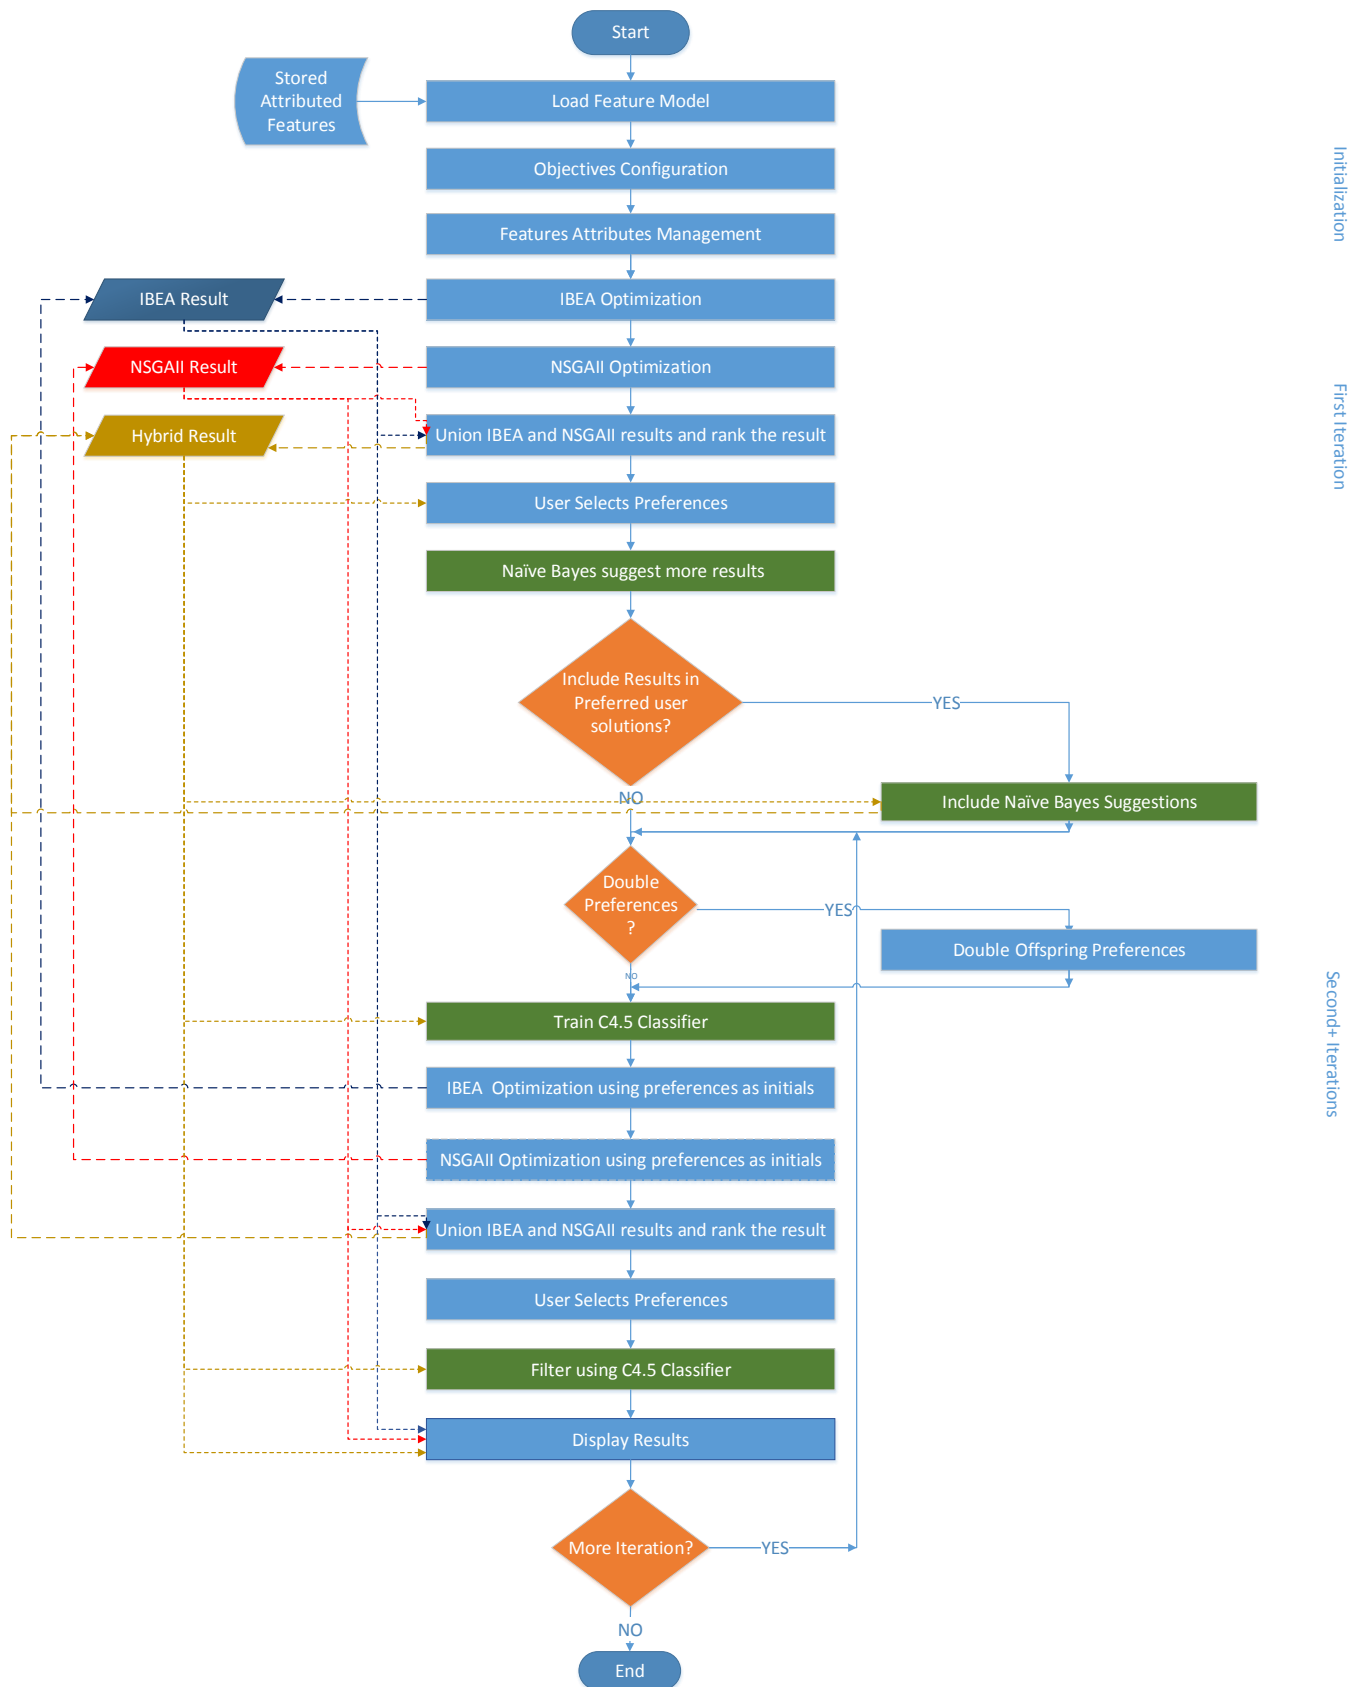 Start
Stored
Attributed
Features
Load Feature Model
Objectives Configuration
Initialization
Features Attributes Management
IBEA Result
IBEA Optimization
NSGAII Result
NSGAII Optimization
First Iteration
Hybrid Result
Union IBEA and NSGAII results and rank the result
User Selects Preferences
Naïve Bayes suggest more results
Include Results in
Preferred user
solutions?
YES
NO
Include Naïve Bayes Suggestions
Double
Preferences
?
YES
Double Offspring Preferences
NO
Second+ Iterations
Train C4.5 Classifier
IBEA  Optimization using preferences as initials
NSGAII Optimization using preferences as initials
Union IBEA and NSGAII results and rank the result
User Selects Preferences
Filter using C4.5 Classifier
Display Results
More Iteration?
YES
NO
End